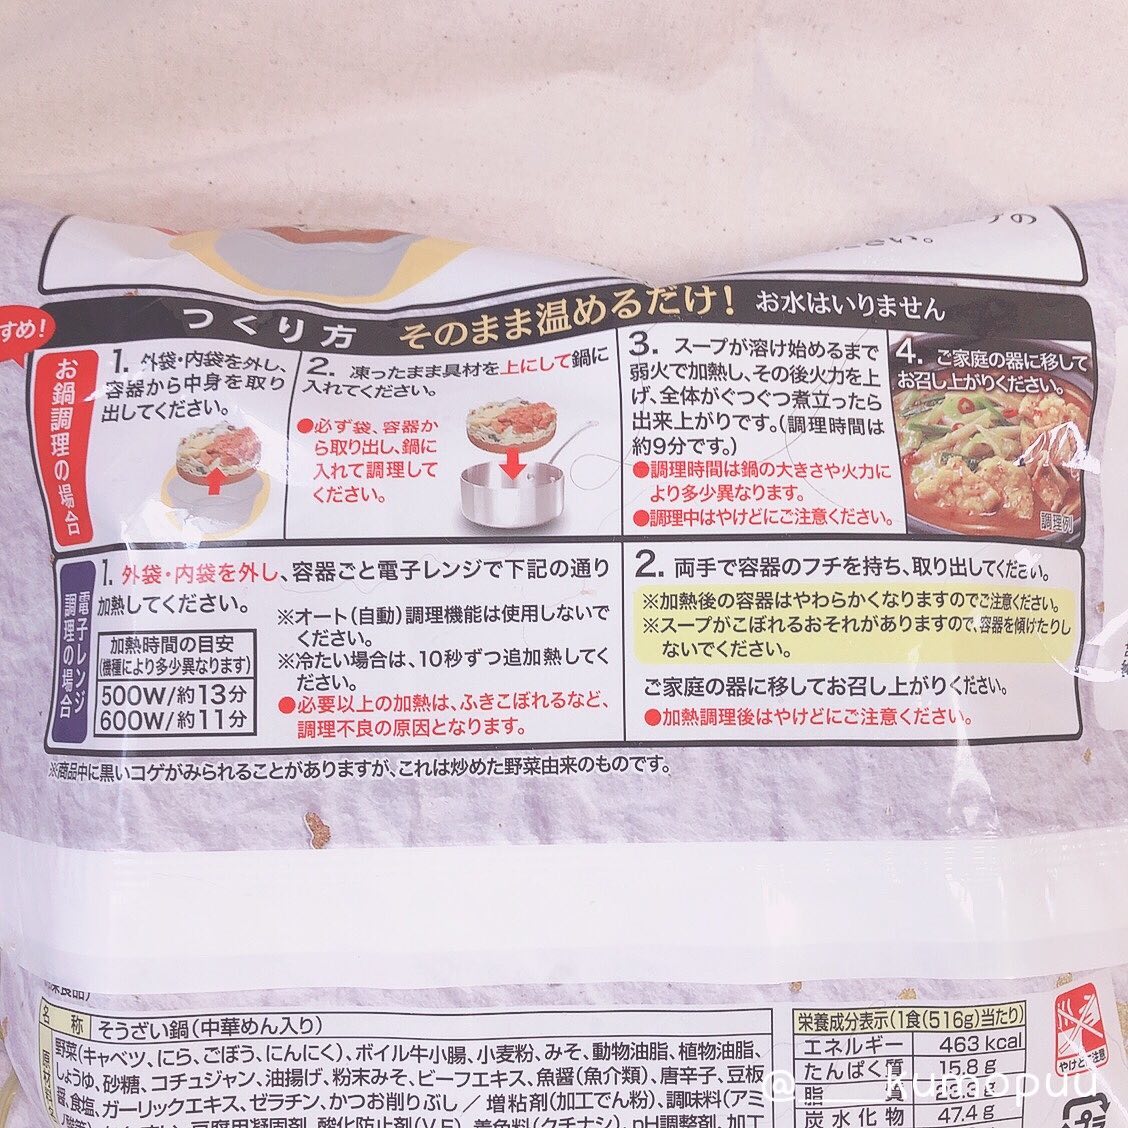 つくり方 そのまま温めるだけ! お水はいりません
すめ!
お鍋調理の場合
1. 外袋・内袋を外し、
容器から中身を取り
出してください。
2. 凍ったまま具材を上にして鍋に
入れてください。
●必ず袋、容器か
ら取り出し、鍋に
入れて調理して
ください。
3. スープが溶け始めるまで
弱火で加熱し、その後火力を上
げ、全体がぐつぐつ煮立ったら
出来上がりです。(調理時間は
約9分です。)
●調理時間は鍋の大きさや火力に
より多少異なります。
●調理中はやけどにご注意ください。
4. ご家庭の器に移して
お召し上がりください。
調理例
電子レンジ
調理の場合
1. 外袋・内袋を外し、容器ごと電子レンジで下記の通り
加熱してください。
加熱時間の目安
(機種により多少異なります)
500W/約13分
600W/約11分
※オート(自動)調理機能は使用しないで
ください。
※冷たい場合は、10秒ずつ追加熱してく
ださい。
●必要以上の加熱は、ふきこぼれるなど、
調理不良の原因となります。
2. 両手で容器のフチを持ち、取り出してください。
※加熱後の容器はやわらかくなりますのでご注意ください。
※スープがこぼれるおそれがありますので、容器を傾けたりし
ないでください。
ご家庭の器に移してお召し上がりください。
●加熱調理後はやけどにご注意ください。
※商品中に黒いコゲがみられることがありますが、これは炒めた野菜由来のものです。
名 称 そうざい鍋(中華めん入り)
野菜(キャベツ、にら、ごぼう、にんにく)、ボイル牛小腸、小麦粉、みそ、動物油脂、植物油脂、
しょうゆ、砂糖、コチュジャン、油揚げ、粉末みそ、ビーフエキス、魚醤(魚介類)、唐辛子、豆板
醤、食塩、ガーリックエキス、ゼラチン、かつお削りぶし/増粘剤(加工でん粉)、調味料(アミ
豆腐用凝固剤、酸化防止剤(V.E)、着色料(クチナシ)、pH調整剤、加工
栄養成分表示(1食(516g)当たり)
エネルギー 463 kcal
たんぱく質 15.8 g
脂 質
炭水化物 47.4 g
やけど注意
kumopuu